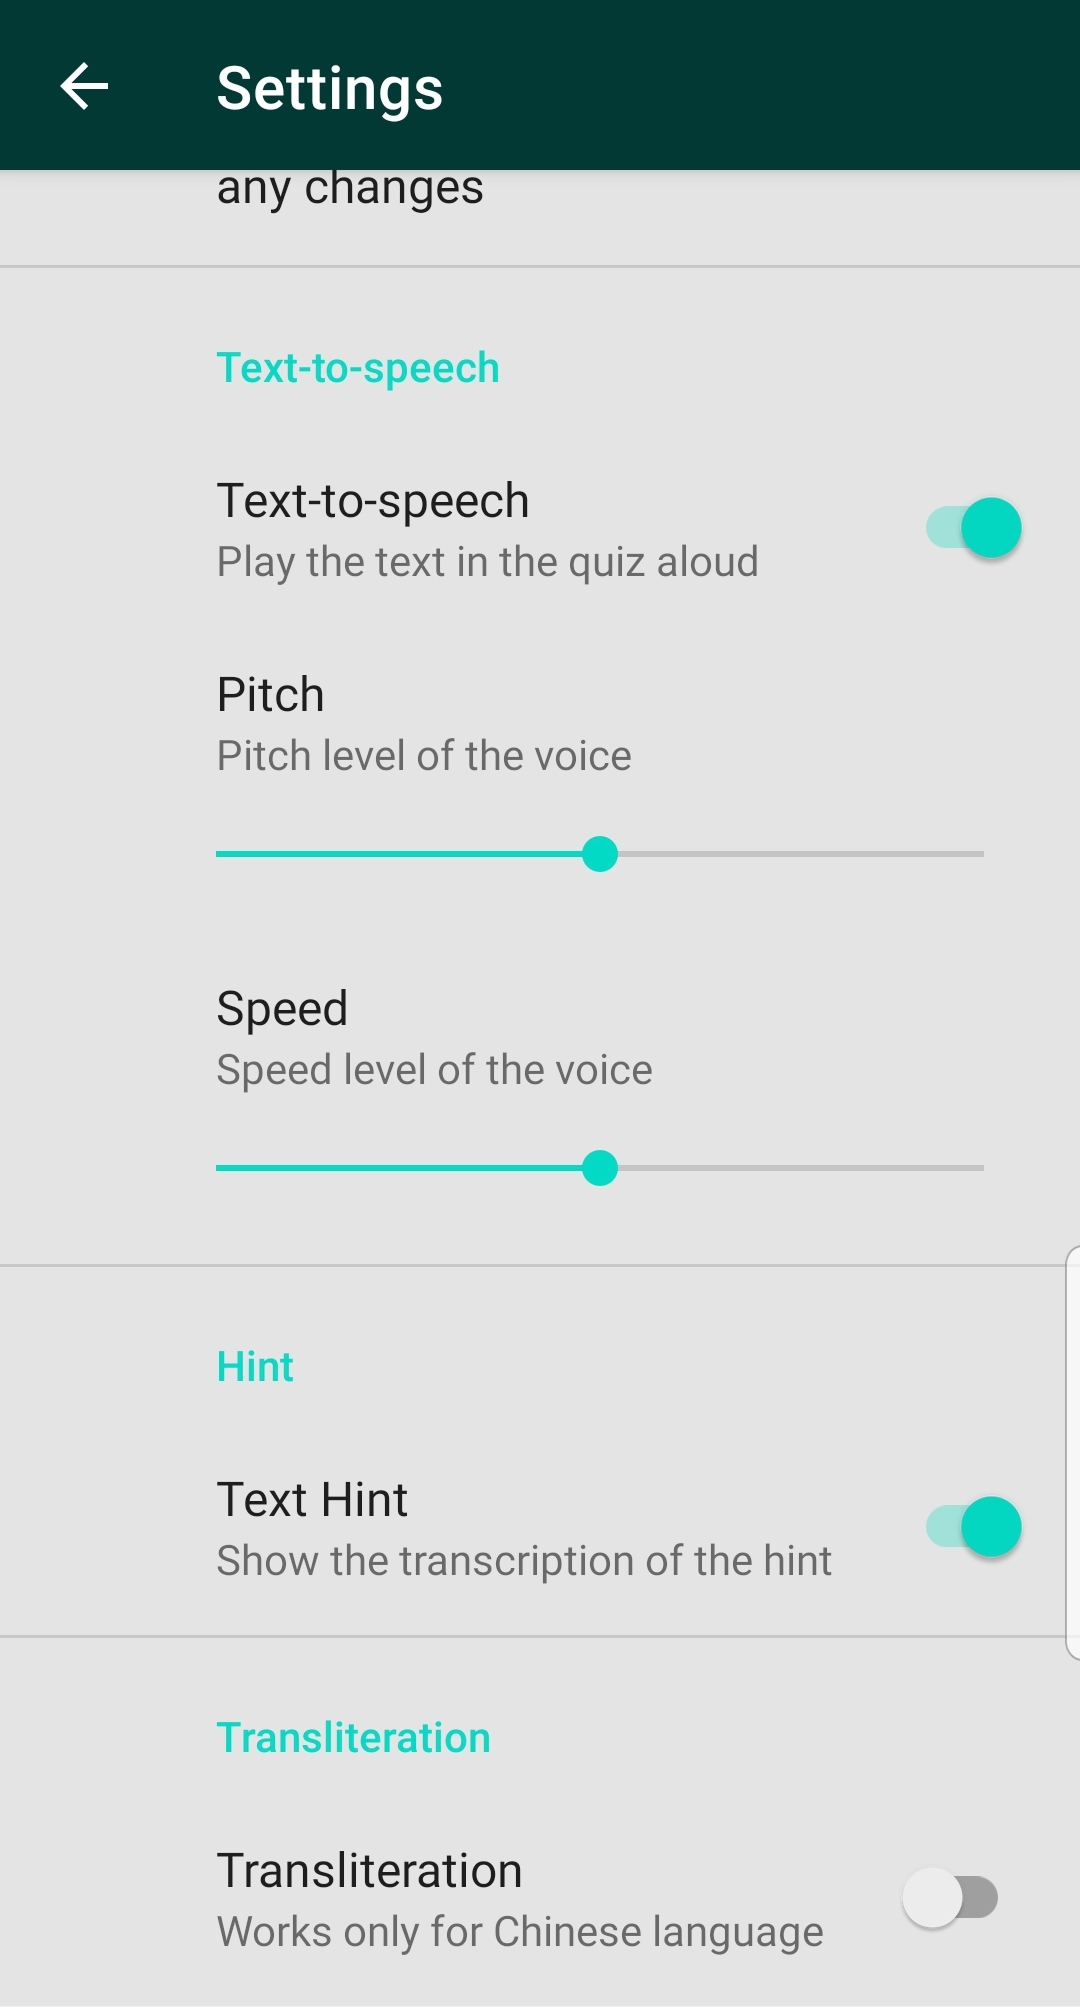 Settings
any changes
Text-to-speech
Text-to-speech
Play the text in the quiz aloud
Pitch
Pitch level of the voice
Speed
Speed level of the voice
Hint
Text Hint
Show the transcription of the hint
Transliteration
Transliteration
Works only for Chinese language